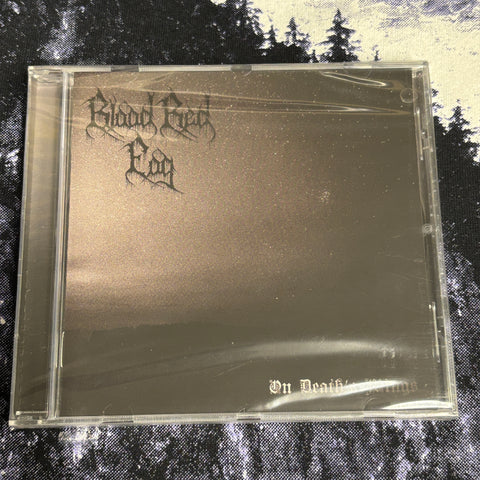 Blood Red
Fog
On Death's Wings